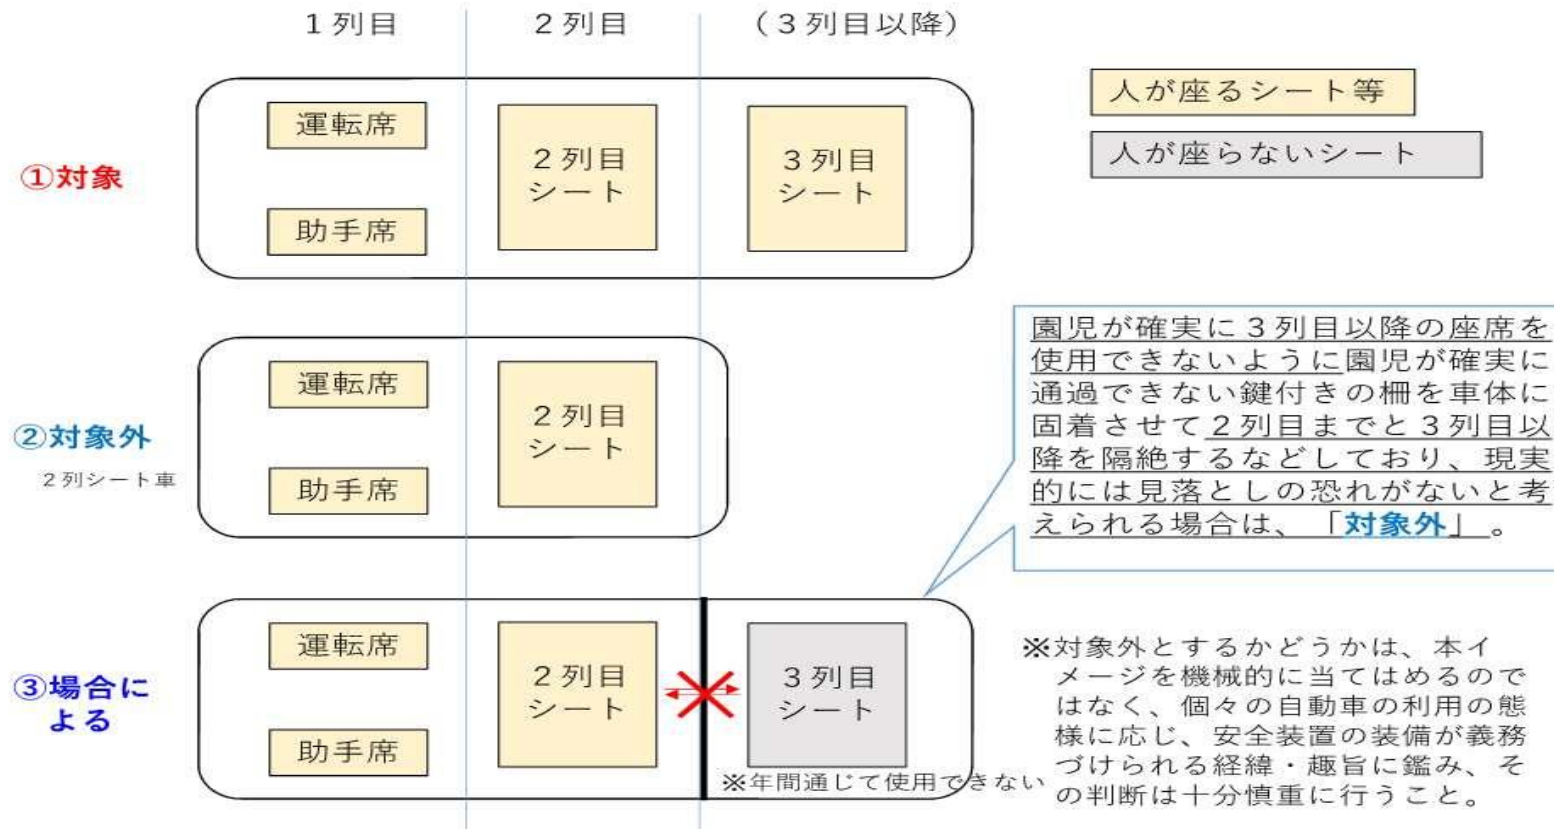 1列目
2列目
（3列目以降）
人が座るシート等
人が座らないシート
①対象
運転席
助手席
2列目
シート
3列目
シート
②対象外
2列シート車
運転席
助手席
2列目
シート
園児が確実に3列目以降の座席を
使用できないように園児が確実に
通過できない鍵付きの柵を車体に
固着させて2列目までと3列目以
降を隔絶するなどしており、現実
的には見落としの恐れがないと考
えられる場合は、「対象外」。
③場合に
よる
運転席
助手席
2列目
シート
3列目
シート
※年間通じて使用できない
※対象外とするかどうかは、本イ
メージを機械的に当てはめるので
はなく、個々の自動車の利用の態
様に応じ、安全装置の装備が義務
づけられる経緯・趣旨に鑑み、そ
の判断は十分慎重に行うこと。